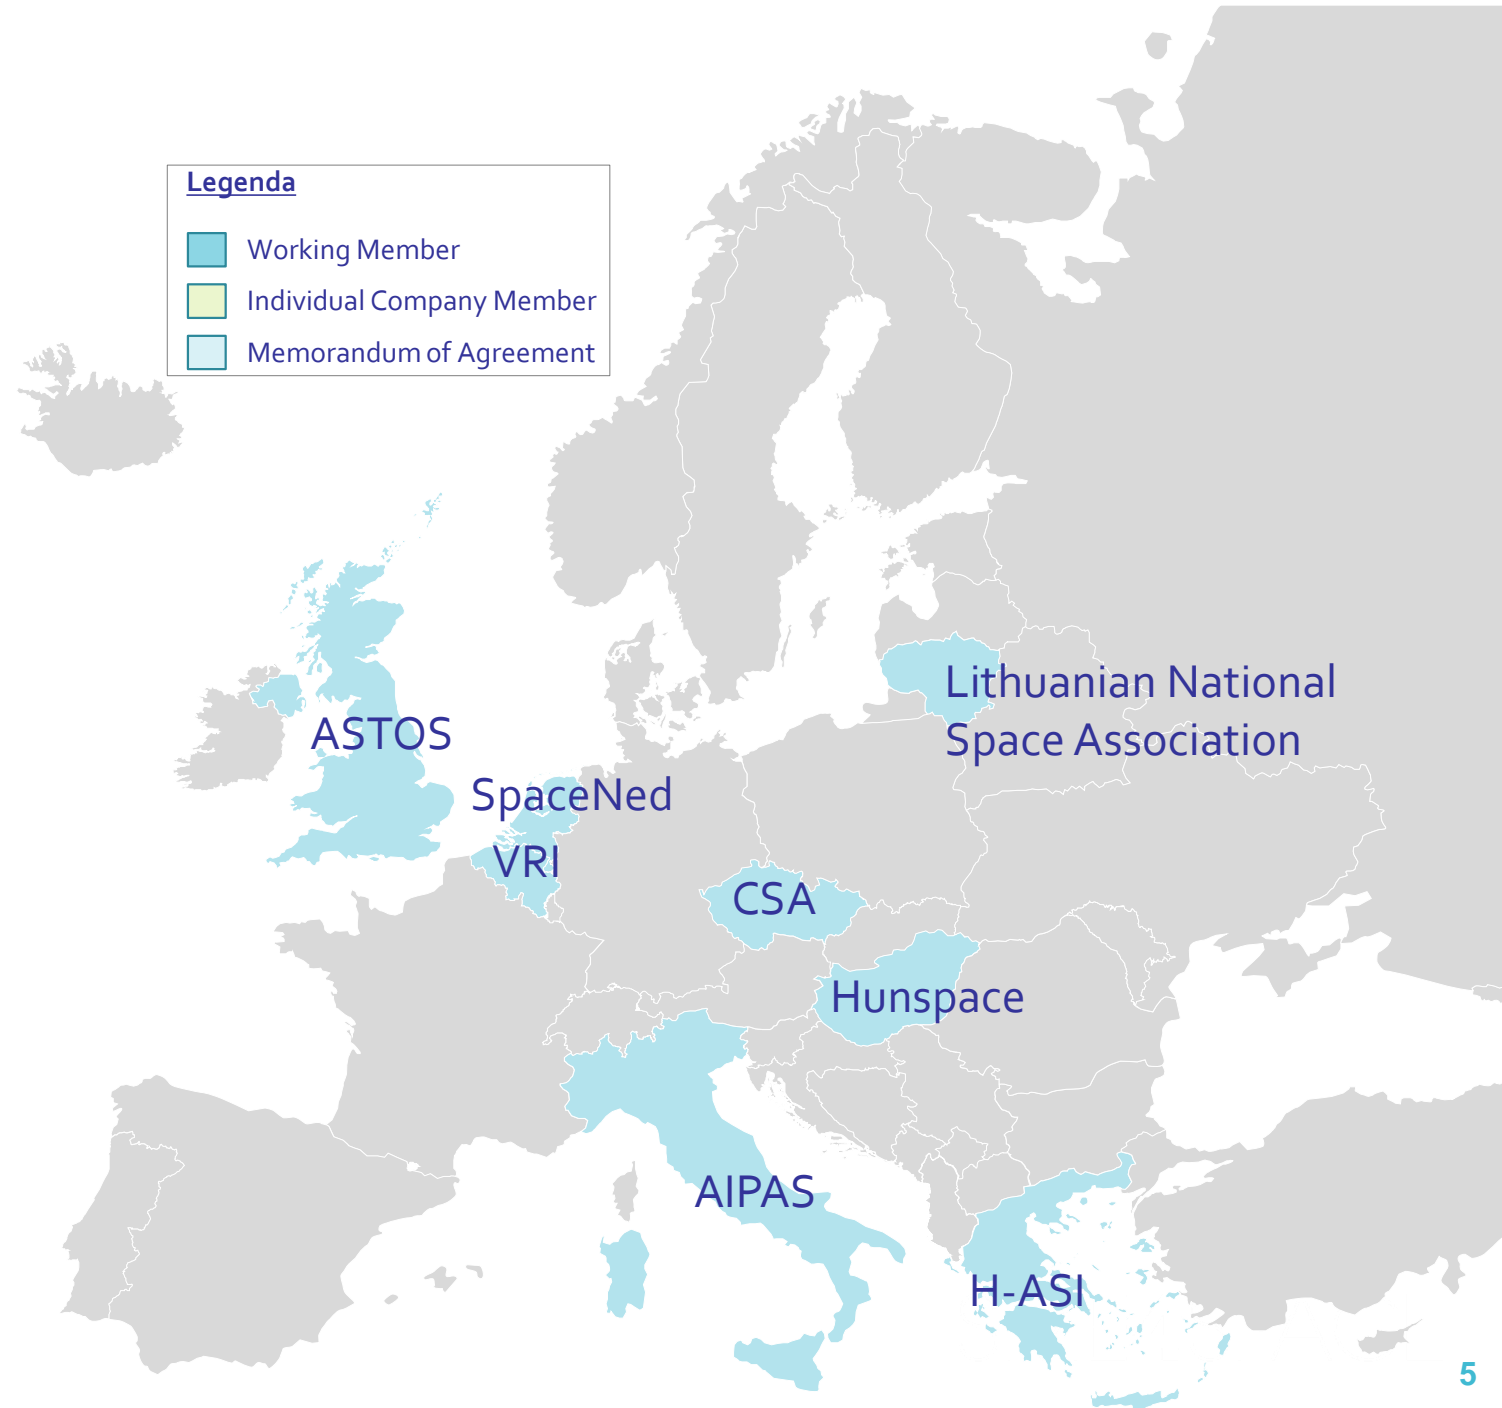 Legenda
Working Member
Individual Company Member
Memorandum of Agreement
Lithuanian National
Space Association
ASTOS
SpaceNed
VRI
CSA
Hunspace
AIPAS
H-ASI
5